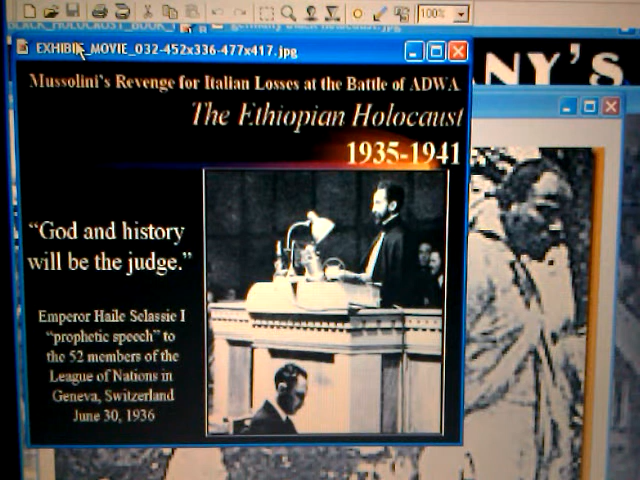 100%
EXHIBIT_MOVIE_032-452x336-477x417.jpg
NY'S
Mussolini's Revenge for Italian Losses at the Battle of ADWA
The Ethiopian Holocaust
1935-1941
"God and history
will be the judge."
Emperor Haile Selassie I
"prophetic speech" to
the 52 members of the
League of Nations in
Geneva, Switzerland
June 30, 1936